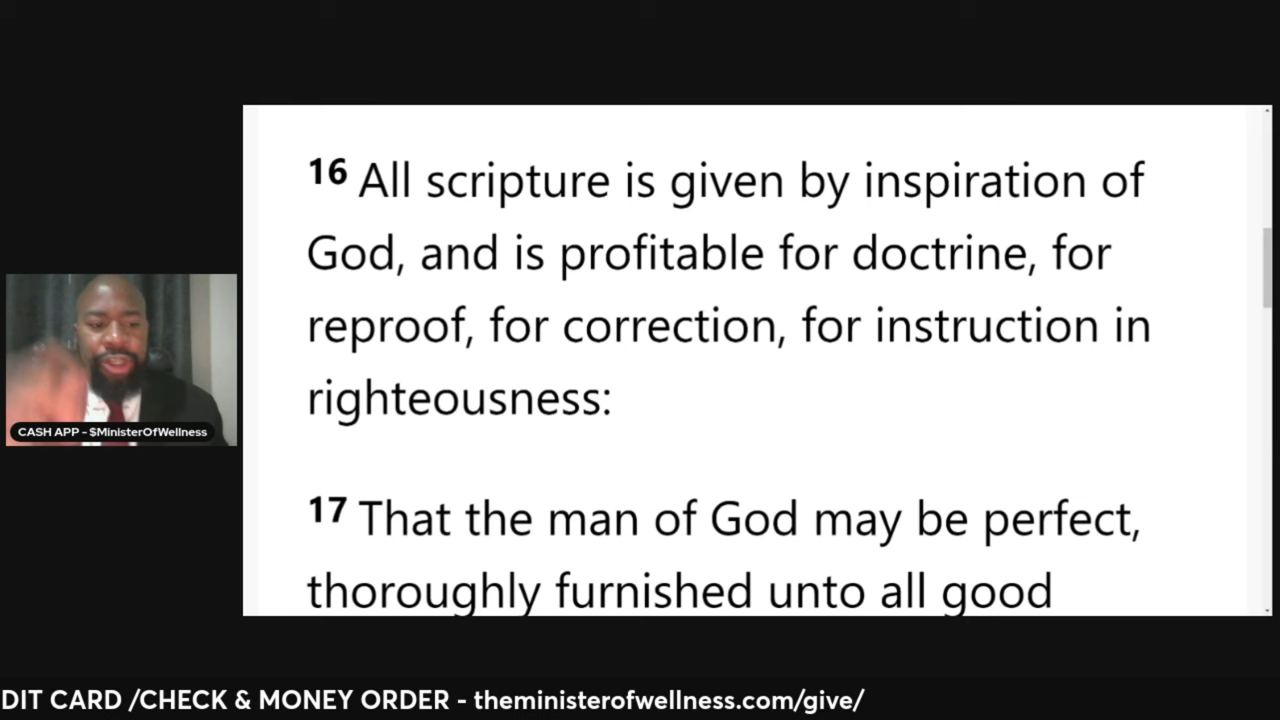 16 All scripture is given by inspiration of
God, and is profitable for doctrine, for
reproof, for correction, for instruction in
righteousness:
17 That the man of God may be perfect,
thoroughly furnished unto all good
CASH APP - $MinisterOfWellness
DIT CARD /CHECK & MONEY ORDER - theministerofwellness.com/give/